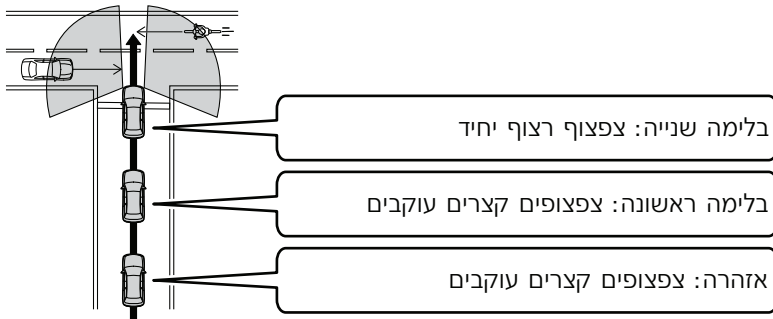 בלימה שנייה: צפצוף רצוף יחיד
בלימה ראשונה: צפצופים קצרים עוקבים
אזהרה: צפצופים קצרים עוקבים